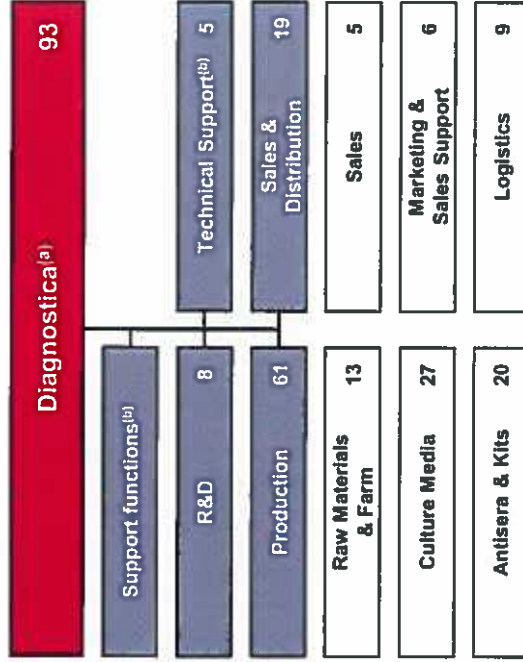 Diagnostica(a) 93
Support functions(b)
R&D 8
Technical Support(b) 5
Production 61
Sales &
Distribution 19
Raw Materials
& Farm 13
Sales 5
Culture Media 27
Marketing &
Sales Support 6
Antisera & Kits 20
Logistics 9